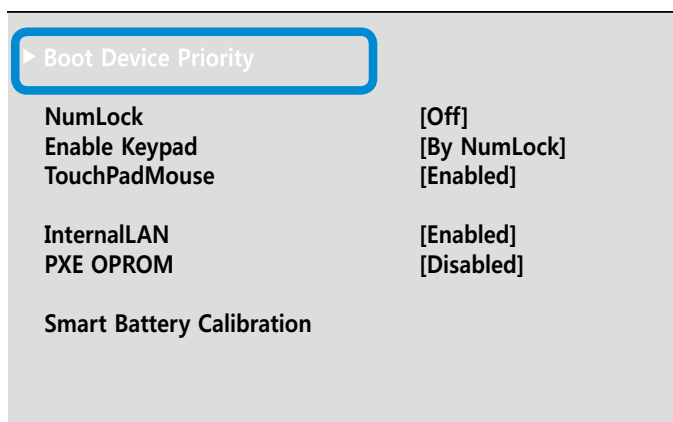 Boot Device Priority
NumLock [Off]
Enable Keypad [By NumLock]
TouchPadMouse [Enabled]
InternalLAN [Enabled]
PXE OPROM [Disabled]
Smart Battery Calibration